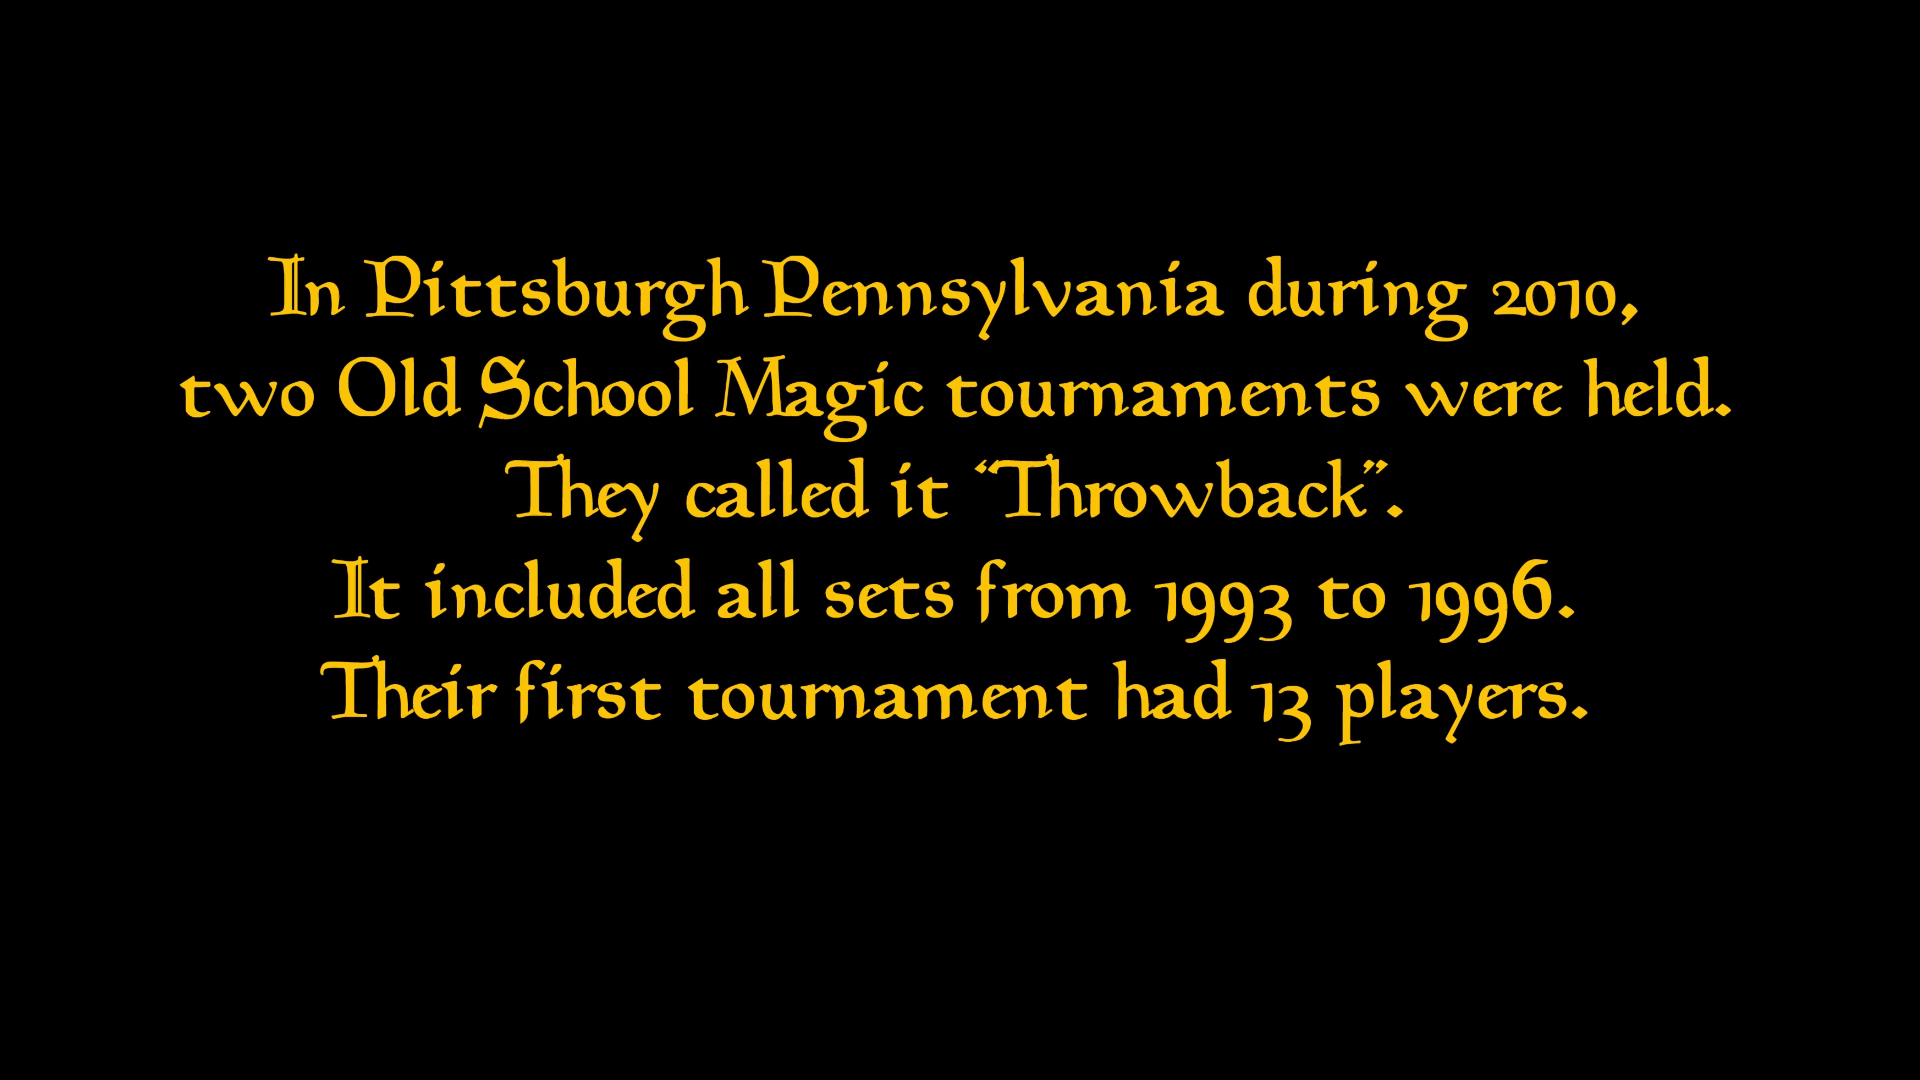 In Pittsburgh Pennsylvania during 2010,
two Old School Magic tournaments were held.
They called it “Throwback”.
It included all sets from 1993 to 1996.
Their first tournament had 13 players.